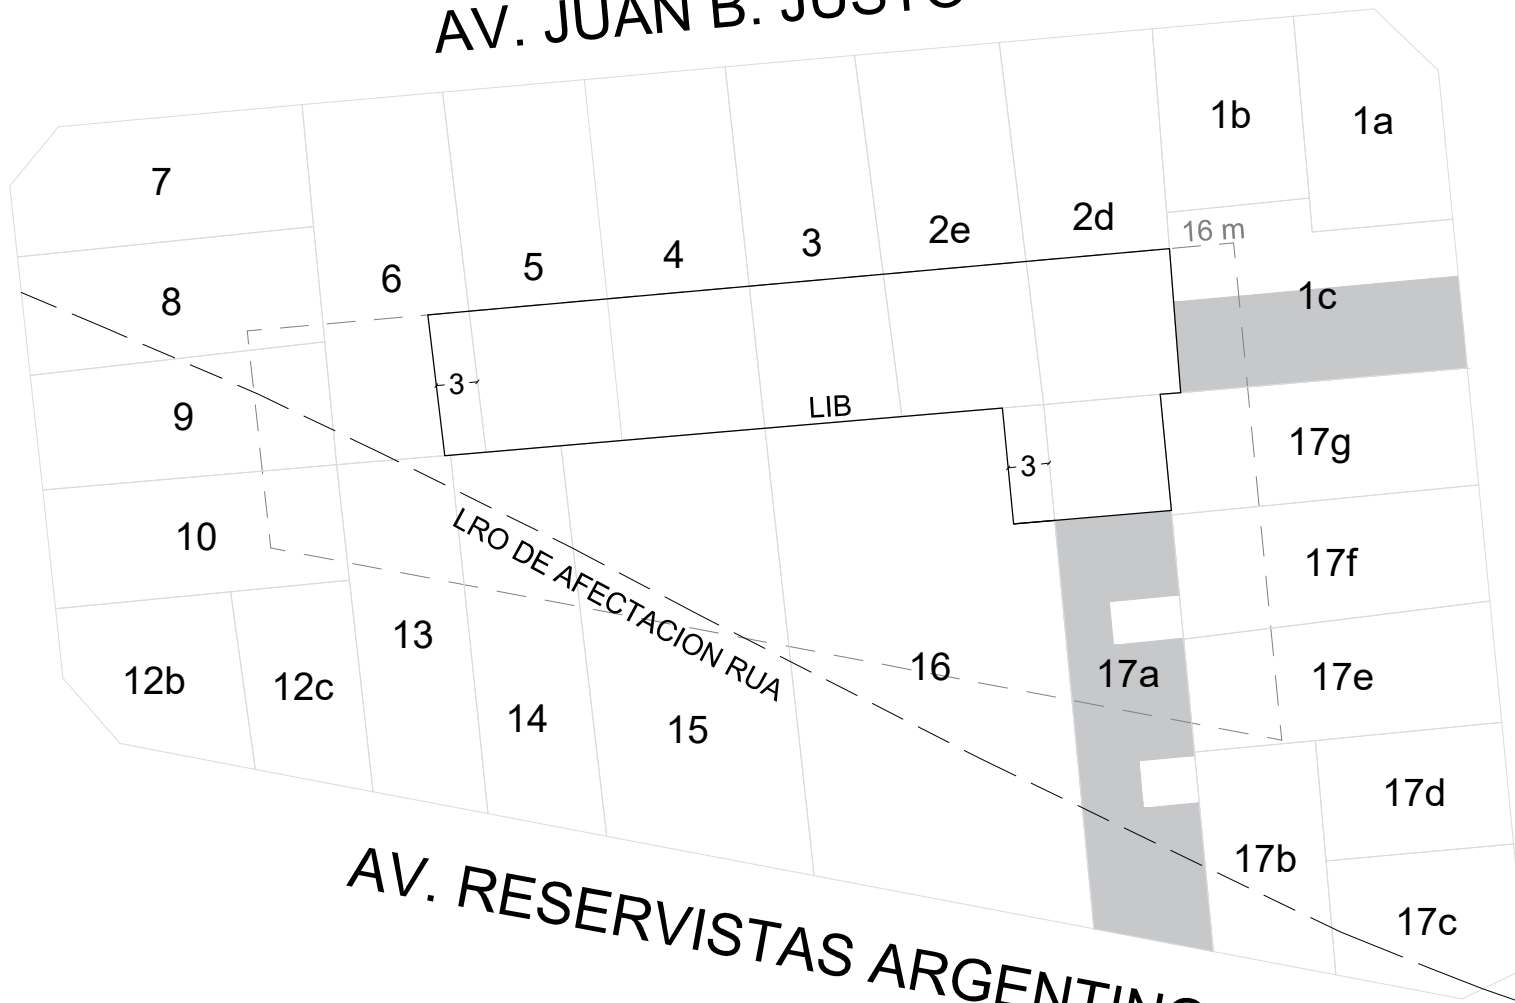 AV. JUAN B. JUSTO
1b
1a
7
2d
2e
16 m
3
4
5
6
8
1c
3
LIB
9
17g
3
10
LRO DE AFECTACION RUA
17f
13
16
17a
17e
12b
12c
14
15
17d
17b
17c
AV. RESERVISTAS ARGENTINO